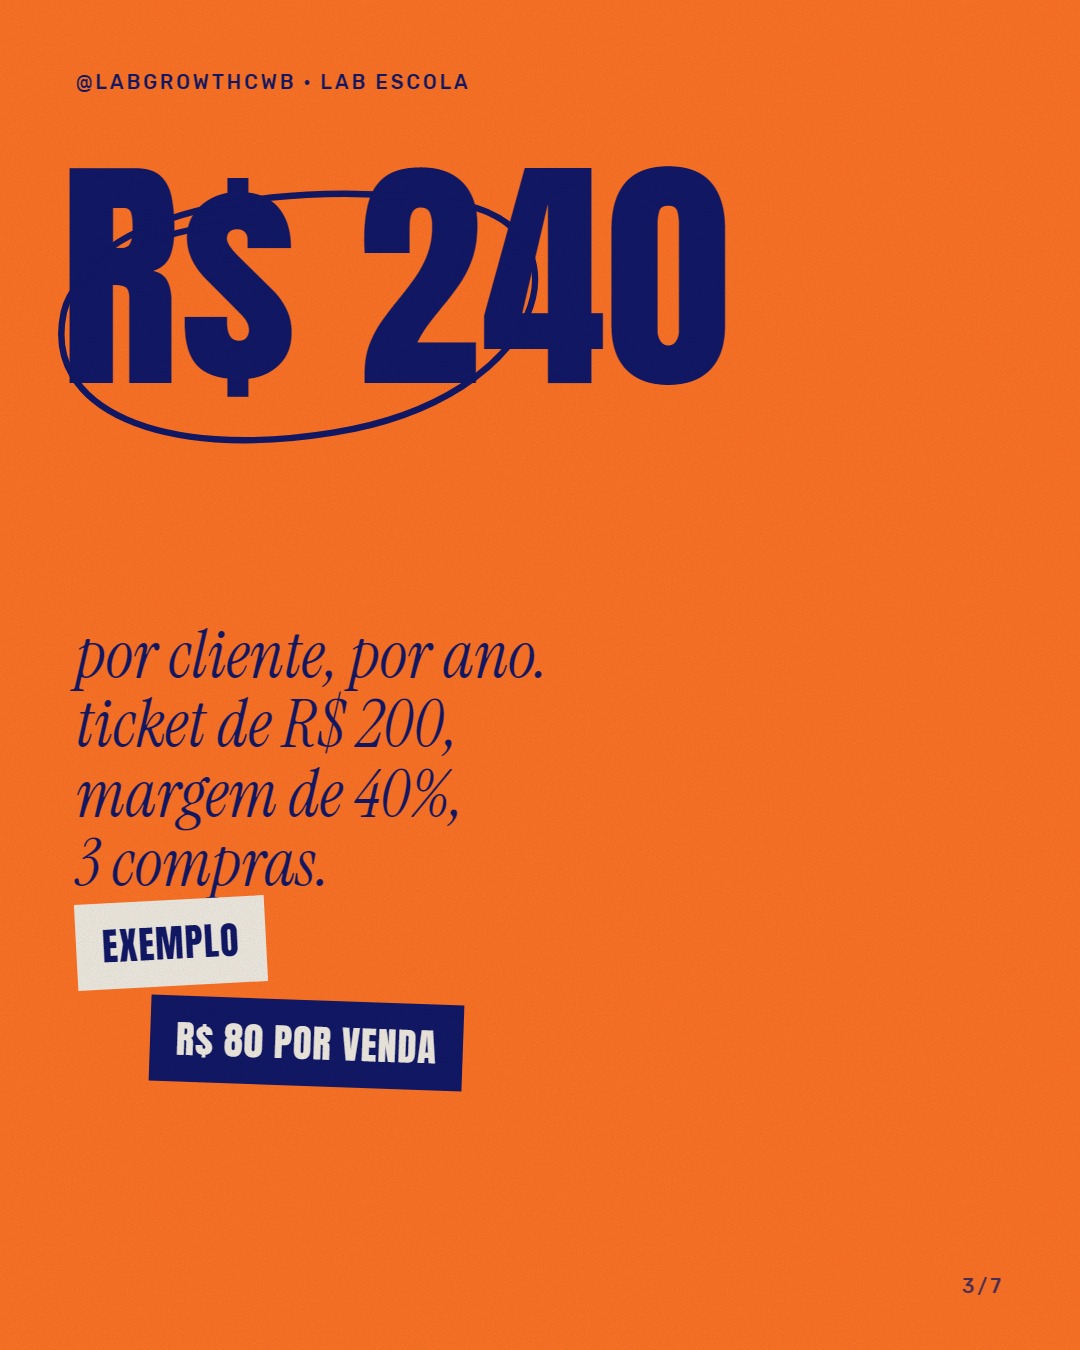 @LABGROWTHCWB • LAB ESCOLA
R$ 240
por cliente, por ano.
ticket de R$ 200,
margem de 40%,
3 compras.
EXEMPLO
R$ 80 POR VENDA
3/7